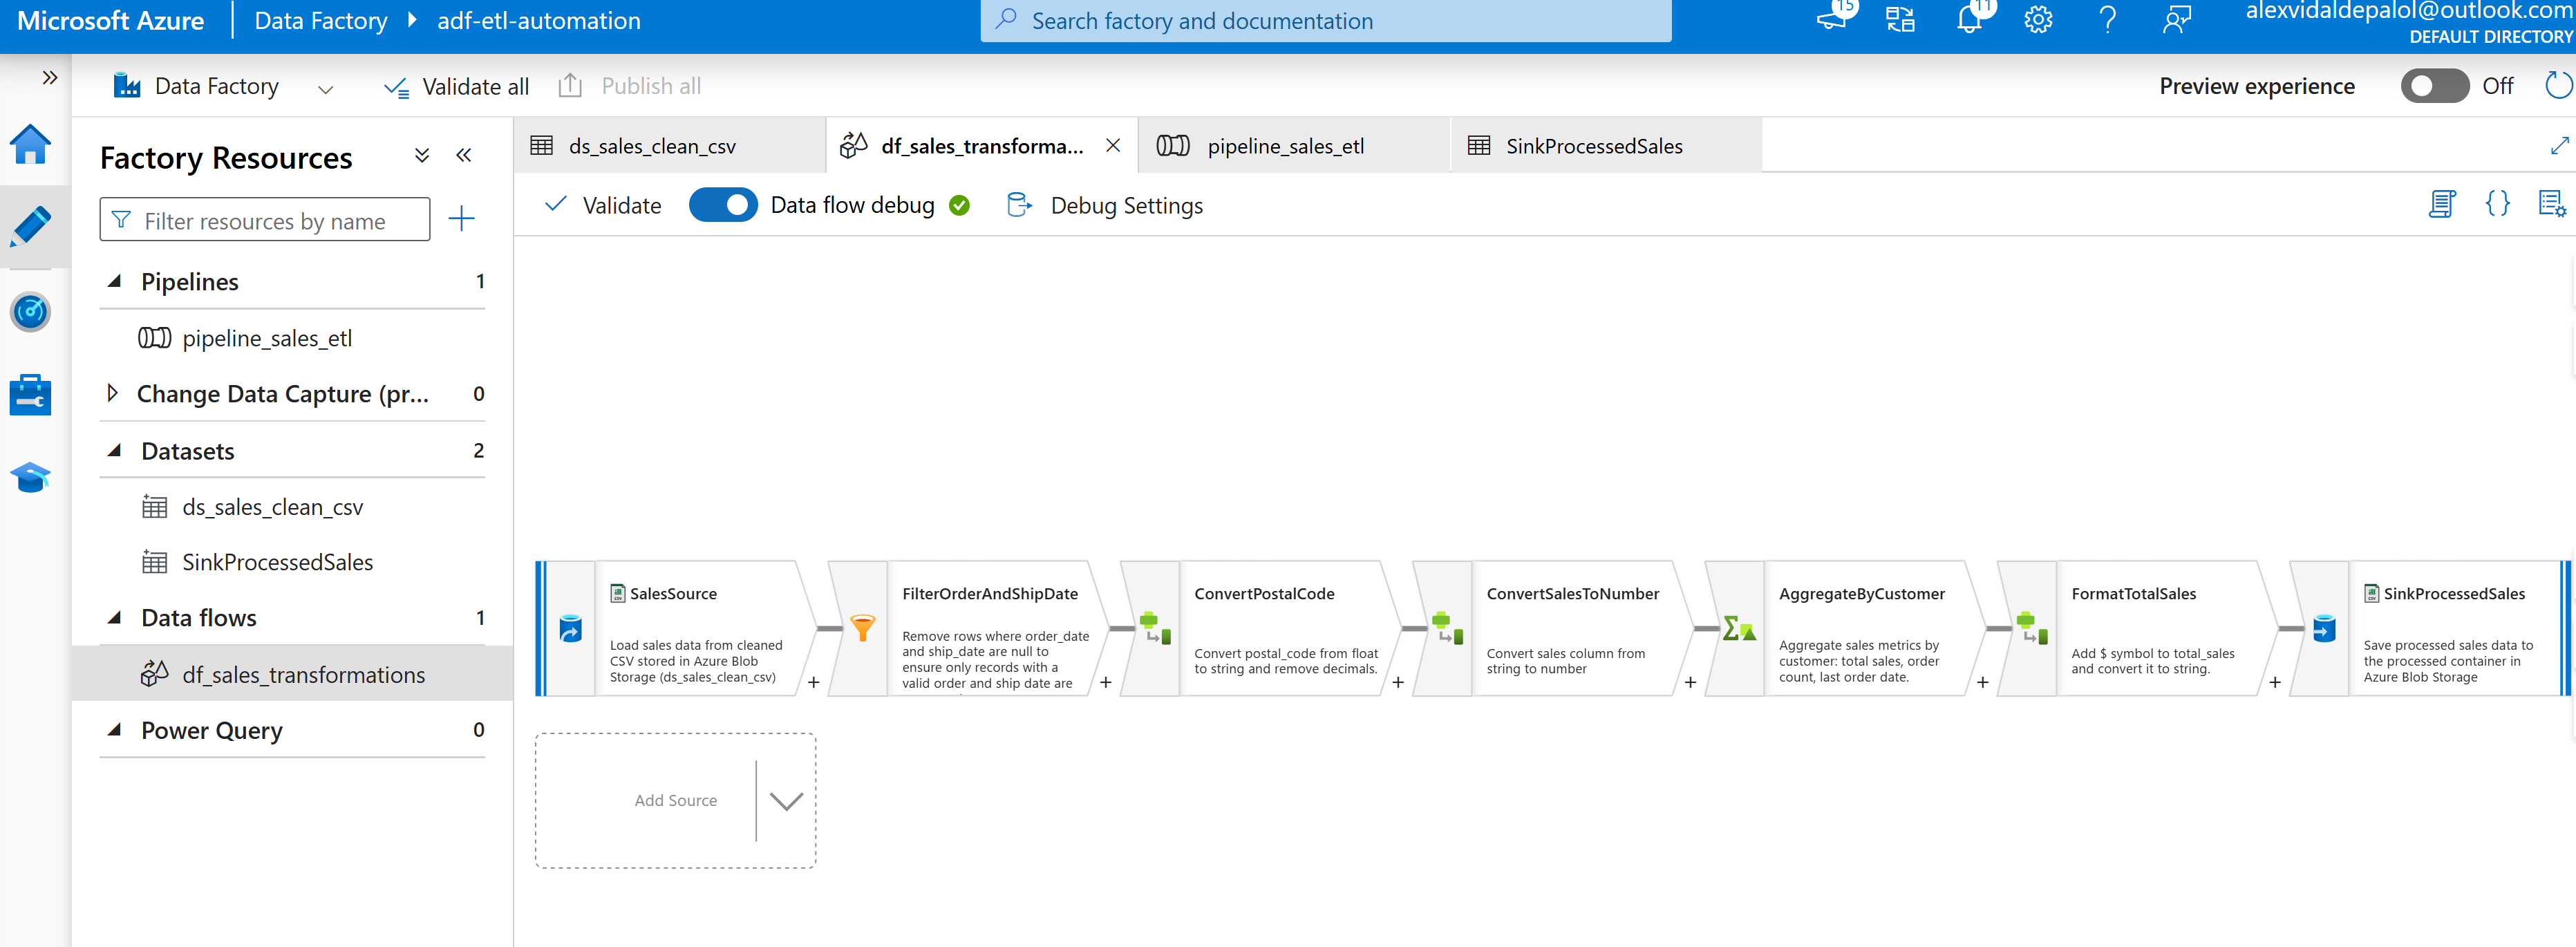 Microsoft Azure
Data Factory
adf-etl-automation
Search factory and documentation
15
11
alexvidaldepalol@outlook.com
DEFAULT DIRECTORY
Data Factory
Validate all
Publish all
Preview experience
Off
Factory Resources
Filter resources by name
Pipelines
1
pipeline_sales_etl
Change Data Capture (pr...
0
Datasets
2
ds_sales_clean_csv
SinkProcessedSales
Data flows
1
df_sales_transformations
Power Query
0
ds_sales_clean_csv
df_sales_transforma...
pipeline_sales_etl
SinkProcessedSales
Validate
Data flow debug
Debug Settings
SalesSource
Load sales data from cleaned
CSV stored in Azure Blob
Storage (ds_sales_clean_csv)
FilterOrderAndShipDate
Remove rows where order_date
and ship_date are null to
ensure only records with a
valid order and ship date are
ConvertPostalCode
Convert postal_code from float
to string and remove decimals.
ConvertSalesToNumber
Convert sales column from
string to number
AggregateByCustomer
Aggregate sales metrics by
customer: total sales, order
count, last order date.
FormatTotalSales
Add $ symbol to total_sales
and convert it to string.
SinkProcessedSales
Save processed sales data to
the processed container in
Azure Blob Storage
Add Source